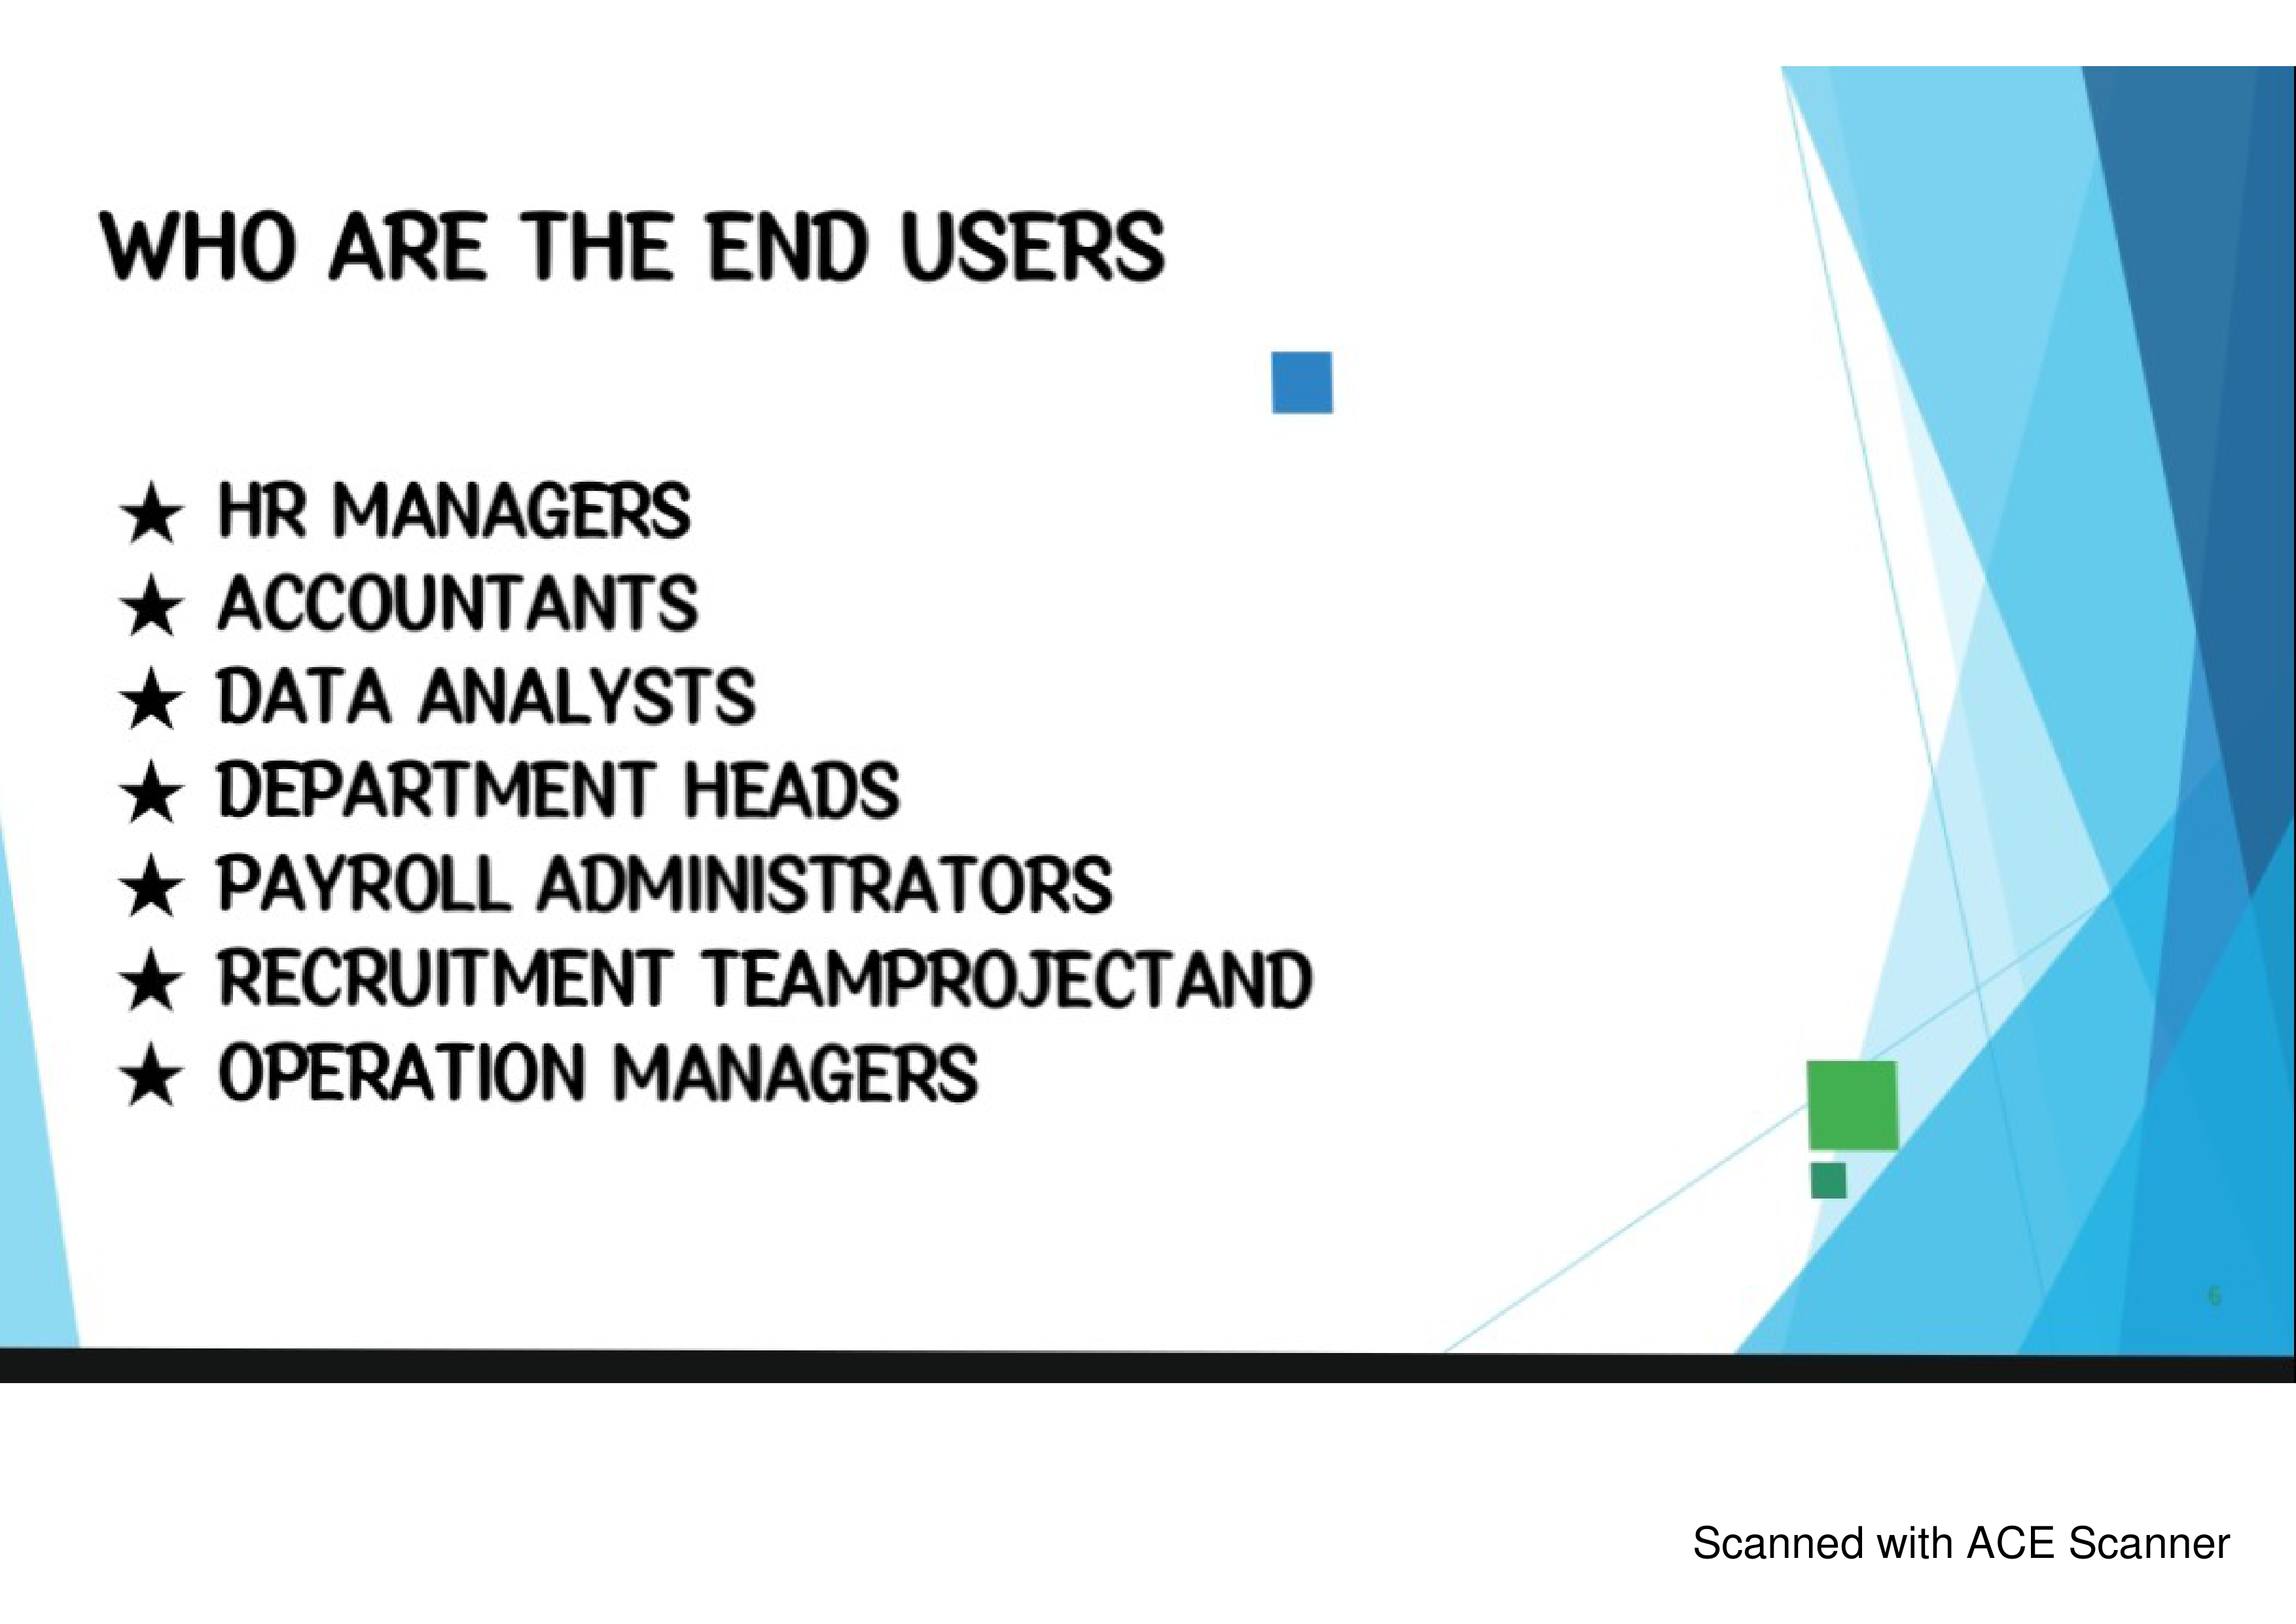 WHO ARE THE END USERS
★ HR MANAGERS
★ ACCOUNTANTS
★ DATA ANALYSTS
★ DEPARTMENT HEADS
★ PAYROLL ADMINISTRATORS
★ RECRUITMENT TEAMPROJECTAND
★ OPERATION MANAGERS
6
Scanned with ACE Scanner